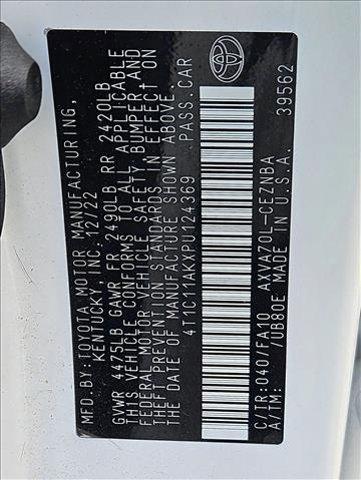 MFD. BY: TOYOTA MOTOR MANUFACTURING,
KENTUCKY, INC. 12/22
GVWR 4475LB GAWR FR 2490LB RR 2420LB
THIS VEHICLE CONFORMS TO ALL APPLICABLE
FEDERAL MOTOR VEHICLE SAFETY, BUMPER AND
THEFT PREVENTION STANDARDS IN EFFECT ON
THE DATE OF MANUFACTURE SHOWN ABOVE.
4T1C11AKXPU124369 PASS. CAR
C/TR: 040/FA10 AXVA70L-CEZNBA
A/TM: /UB80E MADE IN U.S.A.
39562
TOYOTA